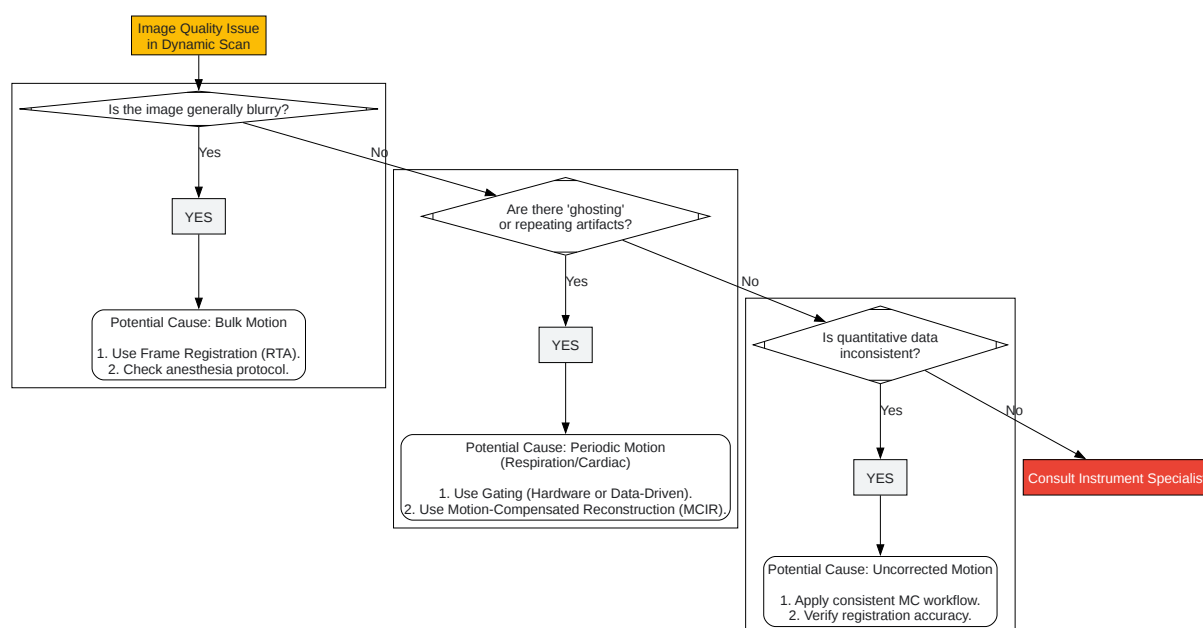 Image Quality Issue
in Dynamic Scan
Is the image generally blurry?
Yes
No
YES
Potential Cause: Bulk Motion
1. Use Frame Registration (RTA).
2. Check anesthesia protocol.
Are there 'ghosting'
or repeating artifacts?
Yes
No
YES
Potential Cause: Periodic Motion
(Respiration/Cardiac)
1. Use Gating (Hardware or Data-Driven).
2. Use Motion-Compensated Reconstruction (MCIR).
Is quantitative data
inconsistent?
Yes
No
YES
Potential Cause: Uncorrected Motion
1. Apply consistent MC workflow.
2. Verify registration accuracy.
Consult Instrument Specialis